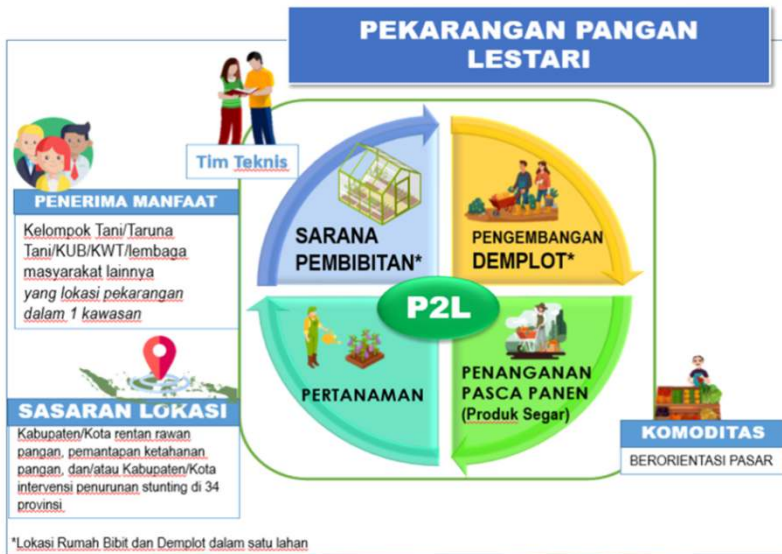 PEKARANGAN PANGAN
LESTARI
Tim Teknis
PENERIMA MANFAAT
Kelompok Tani/Taruna
Tani/KUB/KWT/lembaga
masyarakat lainnya
yang lokasi pekarangan
dalam 1 kawasan
SASARAN LOKASI
Kabupaten/Kota rentan rawan
pangan, pemantapan ketahanan
pangan, dan/atau Kabupaten/Kota
intervensi penurunan stunting di 34
provinsi
SARANA
PEMBIBITAN*
PENGEMBANGAN
DEMPLOT*
P2L
PERTANAMAN
PENANGANAN
PASCA PANEN
(Produk Segar)
KOMODITAS
BERORIENTASI PASAR
*Lokasi Rumah Bibit dan Demplot dalam satu lahan